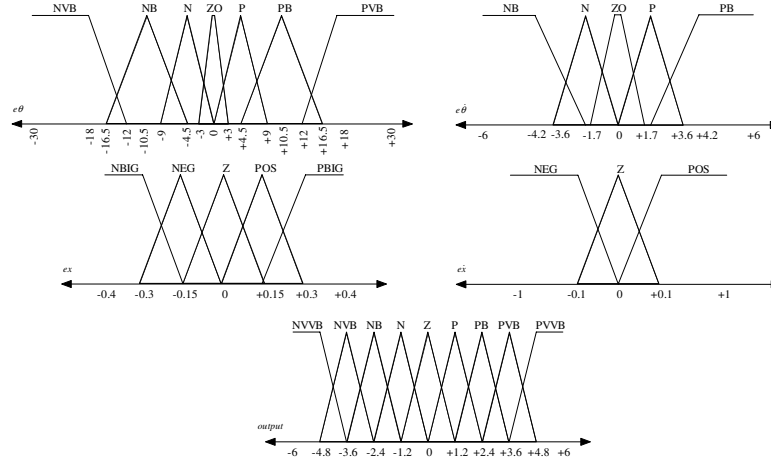 NVB NB N ZO P PB PVB
eθ
-30 -18 -16.5 -12 -10.5 -9 -4.5 -3 0 +3 +4.5 +9 +10.5 +12 +16.5 +18 +30
NB N ZO P PB
eθ̇
-6 -4.2 -3.6 -1.7 0 +1.7 +3.6 +4.2 +6
NBIG NEG Z POS PBIG
ex
-0.4 -0.3 -0.15 0 +0.15 +0.3 +0.4
NEG Z POS
eẋ
-1 -0.1 0 +0.1 +1
NVVB NVB NB N Z P PB PVB PVVB
output
-6 -4.8 -3.6 -2.4 -1.2 0 +1.2 +2.4 +3.6 +4.8 +6